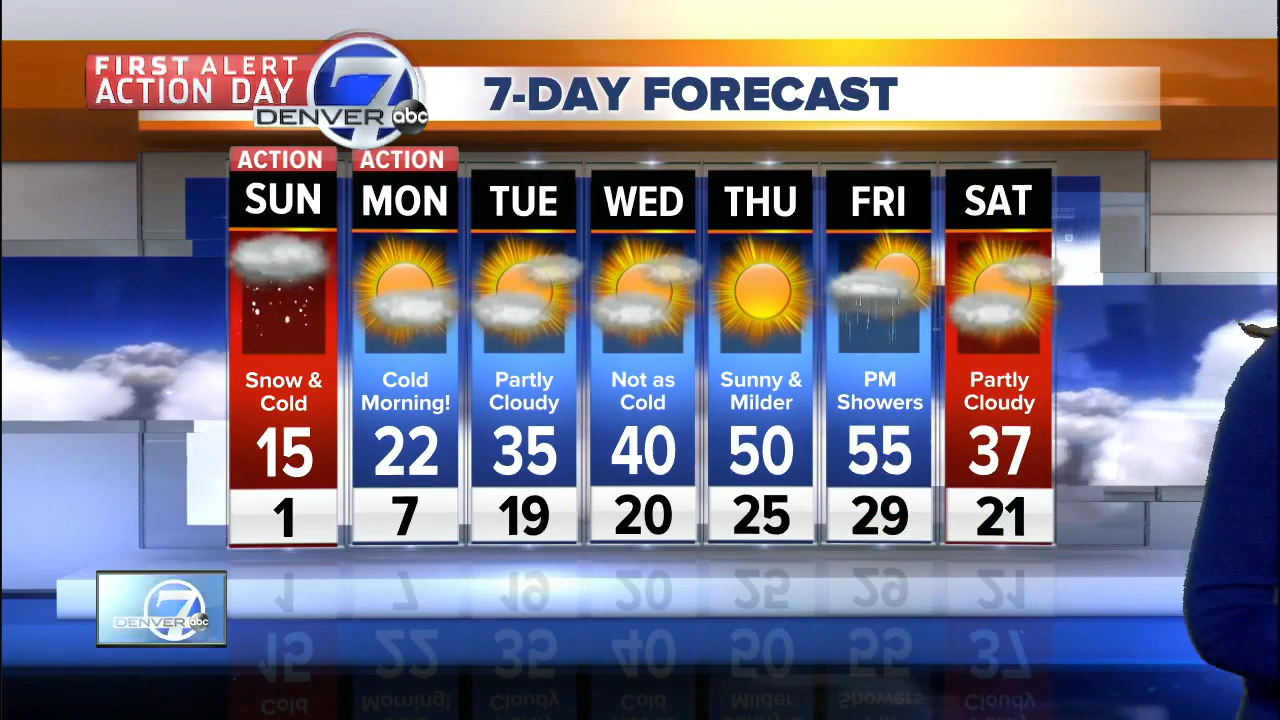 FIRST ALERT
ACTION DAY
7
DENVER abc
7-DAY FORECAST
ACTION
SUN
Snow &
Cold
15
1
ACTION
MON
Cold
Morning!
22
7
TUE
Partly
Cloudy
35
19
WED
Not as
Cold
40
20
THU
Sunny &
Milder
50
25
FRI
PM
Showers
55
29
SAT
Partly
Cloudy
37
21
7
DENVER abc